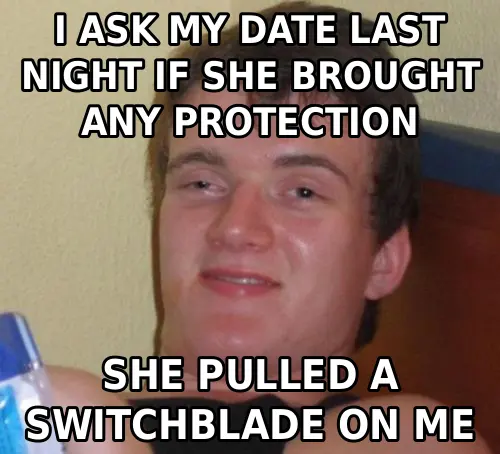 I ASK MY DATE LAST
NIGHT IF SHE BROUGHT
ANY PROTECTION
SHE PULLED A
SWITCHBLADE ON ME